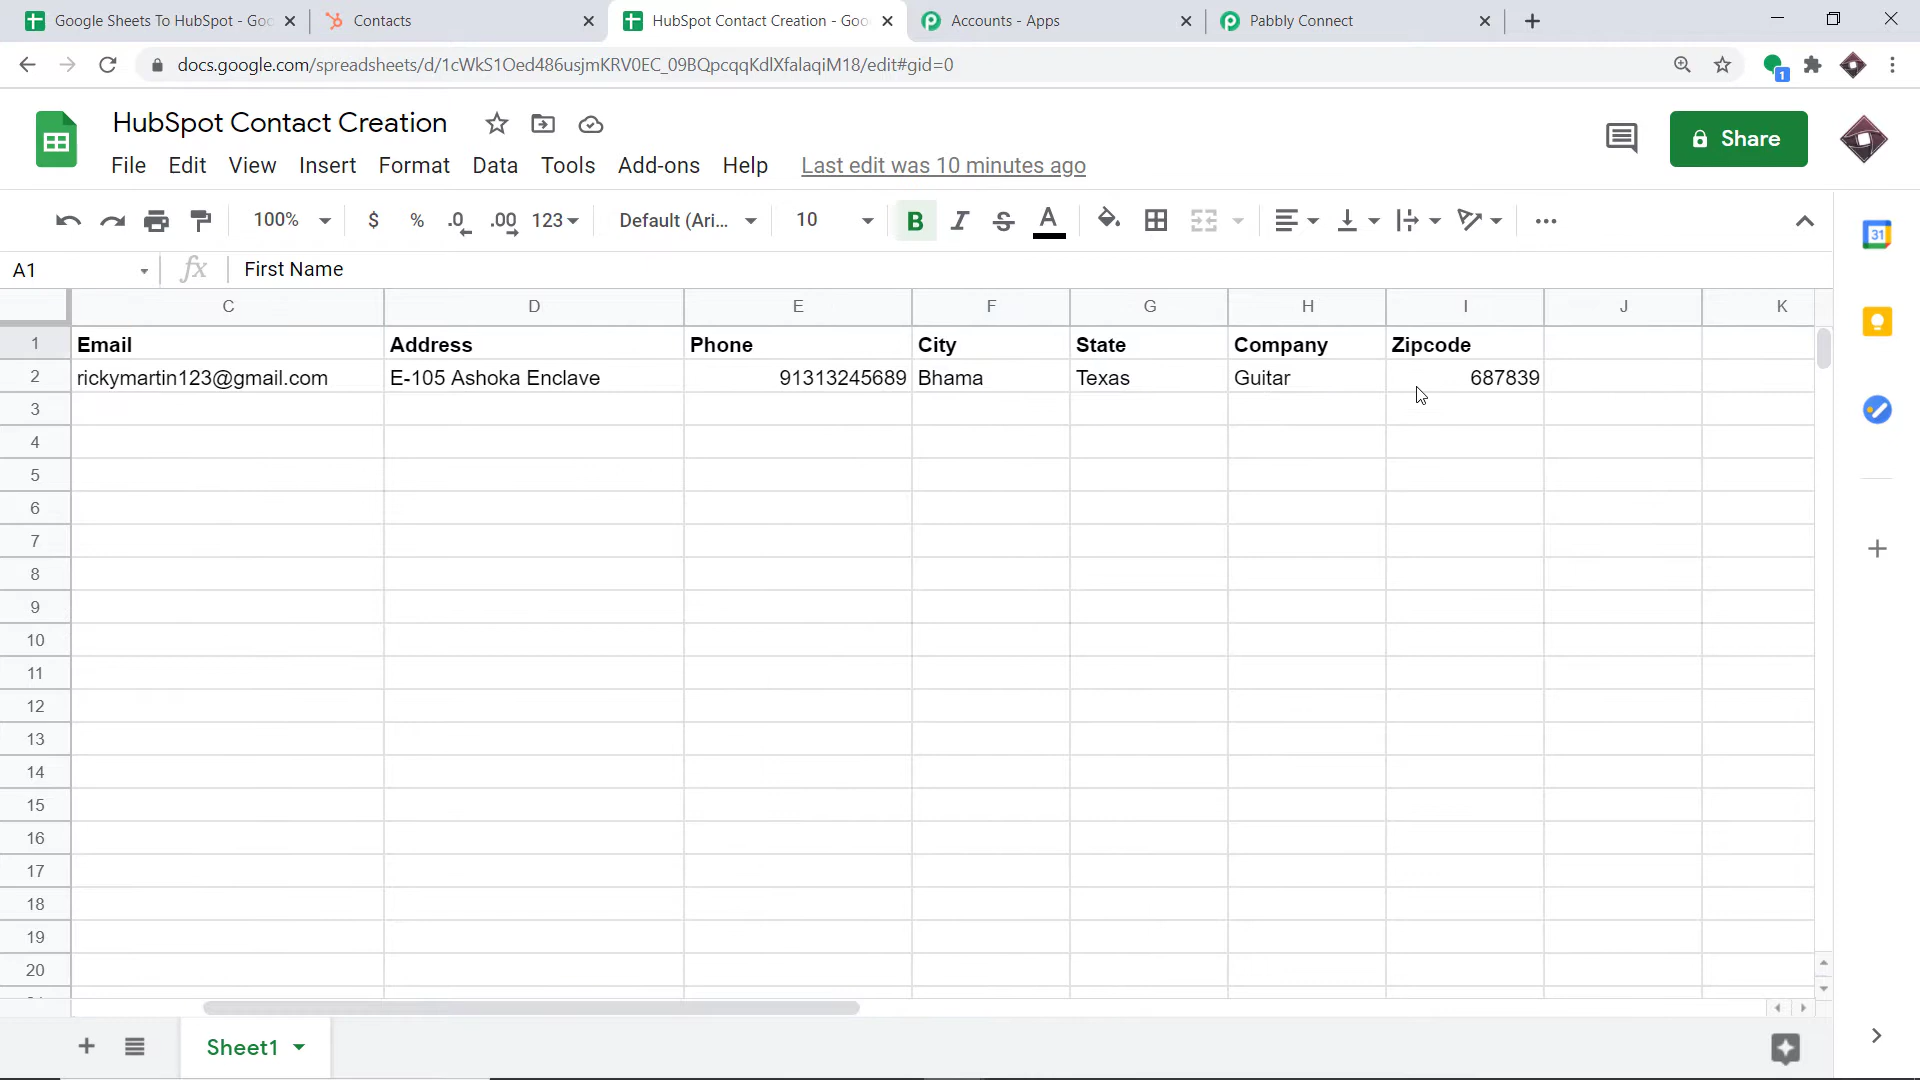 Google Sheets To HubSpot - Goo
Contacts
HubSpot Contact Creation - Goo
Accounts - Apps
Pabbly Connect
docs.google.com/spreadsheets/d/1cWkS1Oed486usjmKRV0EC_09BQpcqqKdlXfalaqiM18/edit#gid=0
1
HubSpot Contact Creation
Share
File Edit View Insert Format Data Tools Add-ons Help Last edit was 10 minutes ago
100% $ % .0 .00 123 Default (Ari... 10 B I S A
31
A1 fx First Name
C D E F G H I J K
1 Email Address Phone City State Company Zipcode
2 rickymartin123@gmail.com E-105 Ashoka Enclave 91313245689 Bhama Texas Guitar 687839
3
4
5
6
7
8
9
10
11
12
13
14
15
16
17
18
19
20
Sheet1